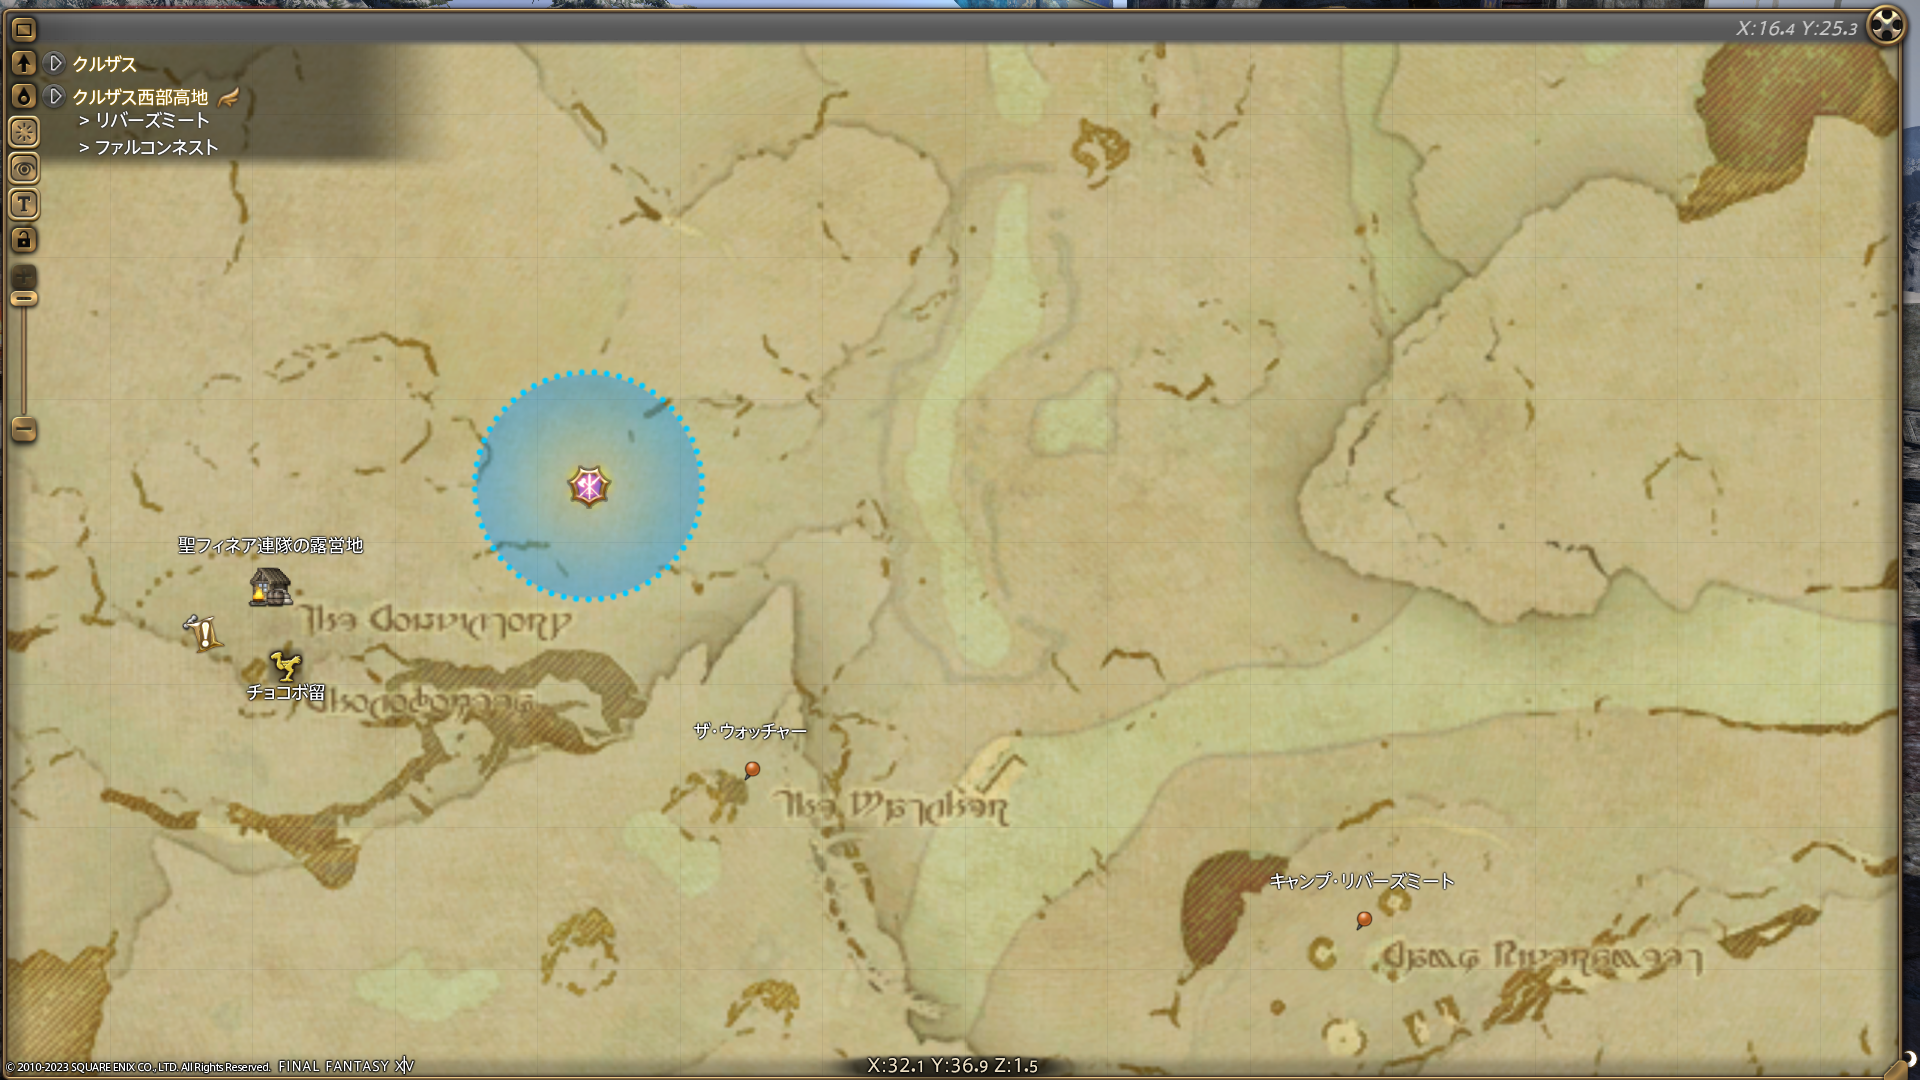 X:16.4 Y:25.3
クルザス
クルザス西部高地
> リバーズミート
> ファルコンネスト
T
聖フィネア連隊の露営地
チョコボ留
ザ・ウォッチャー
キャンプ・リバーズミート
© 2010-2023 SQUARE ENIX CO., LTD. All Rights Reserved. FINAL FANTASY XIV
X:32.1 Y:36.9 Z:1.5